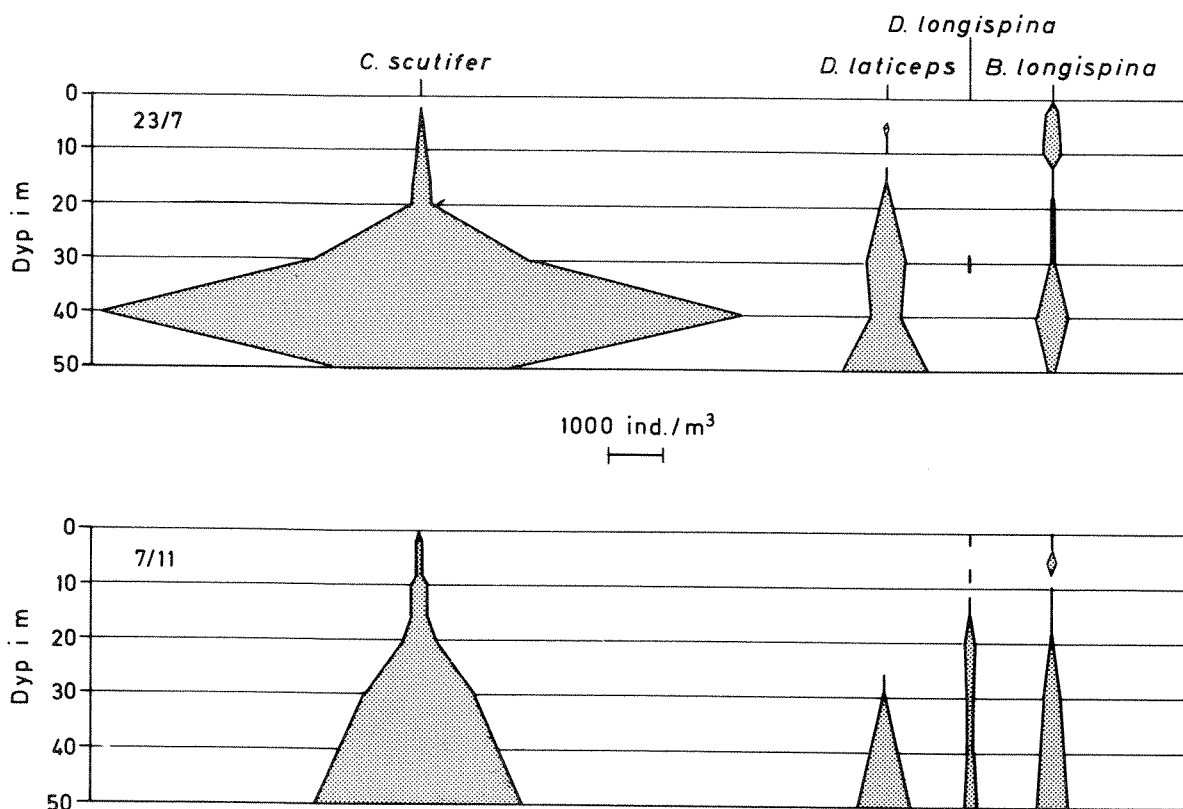 D. longispina
C. scutifer
D. laticeps
B. longispina
0
23/7
10
20
30
40
50
Dyp i m
1000 ind./m³
0
7/11
10
20
30
40
50
Dyp i m